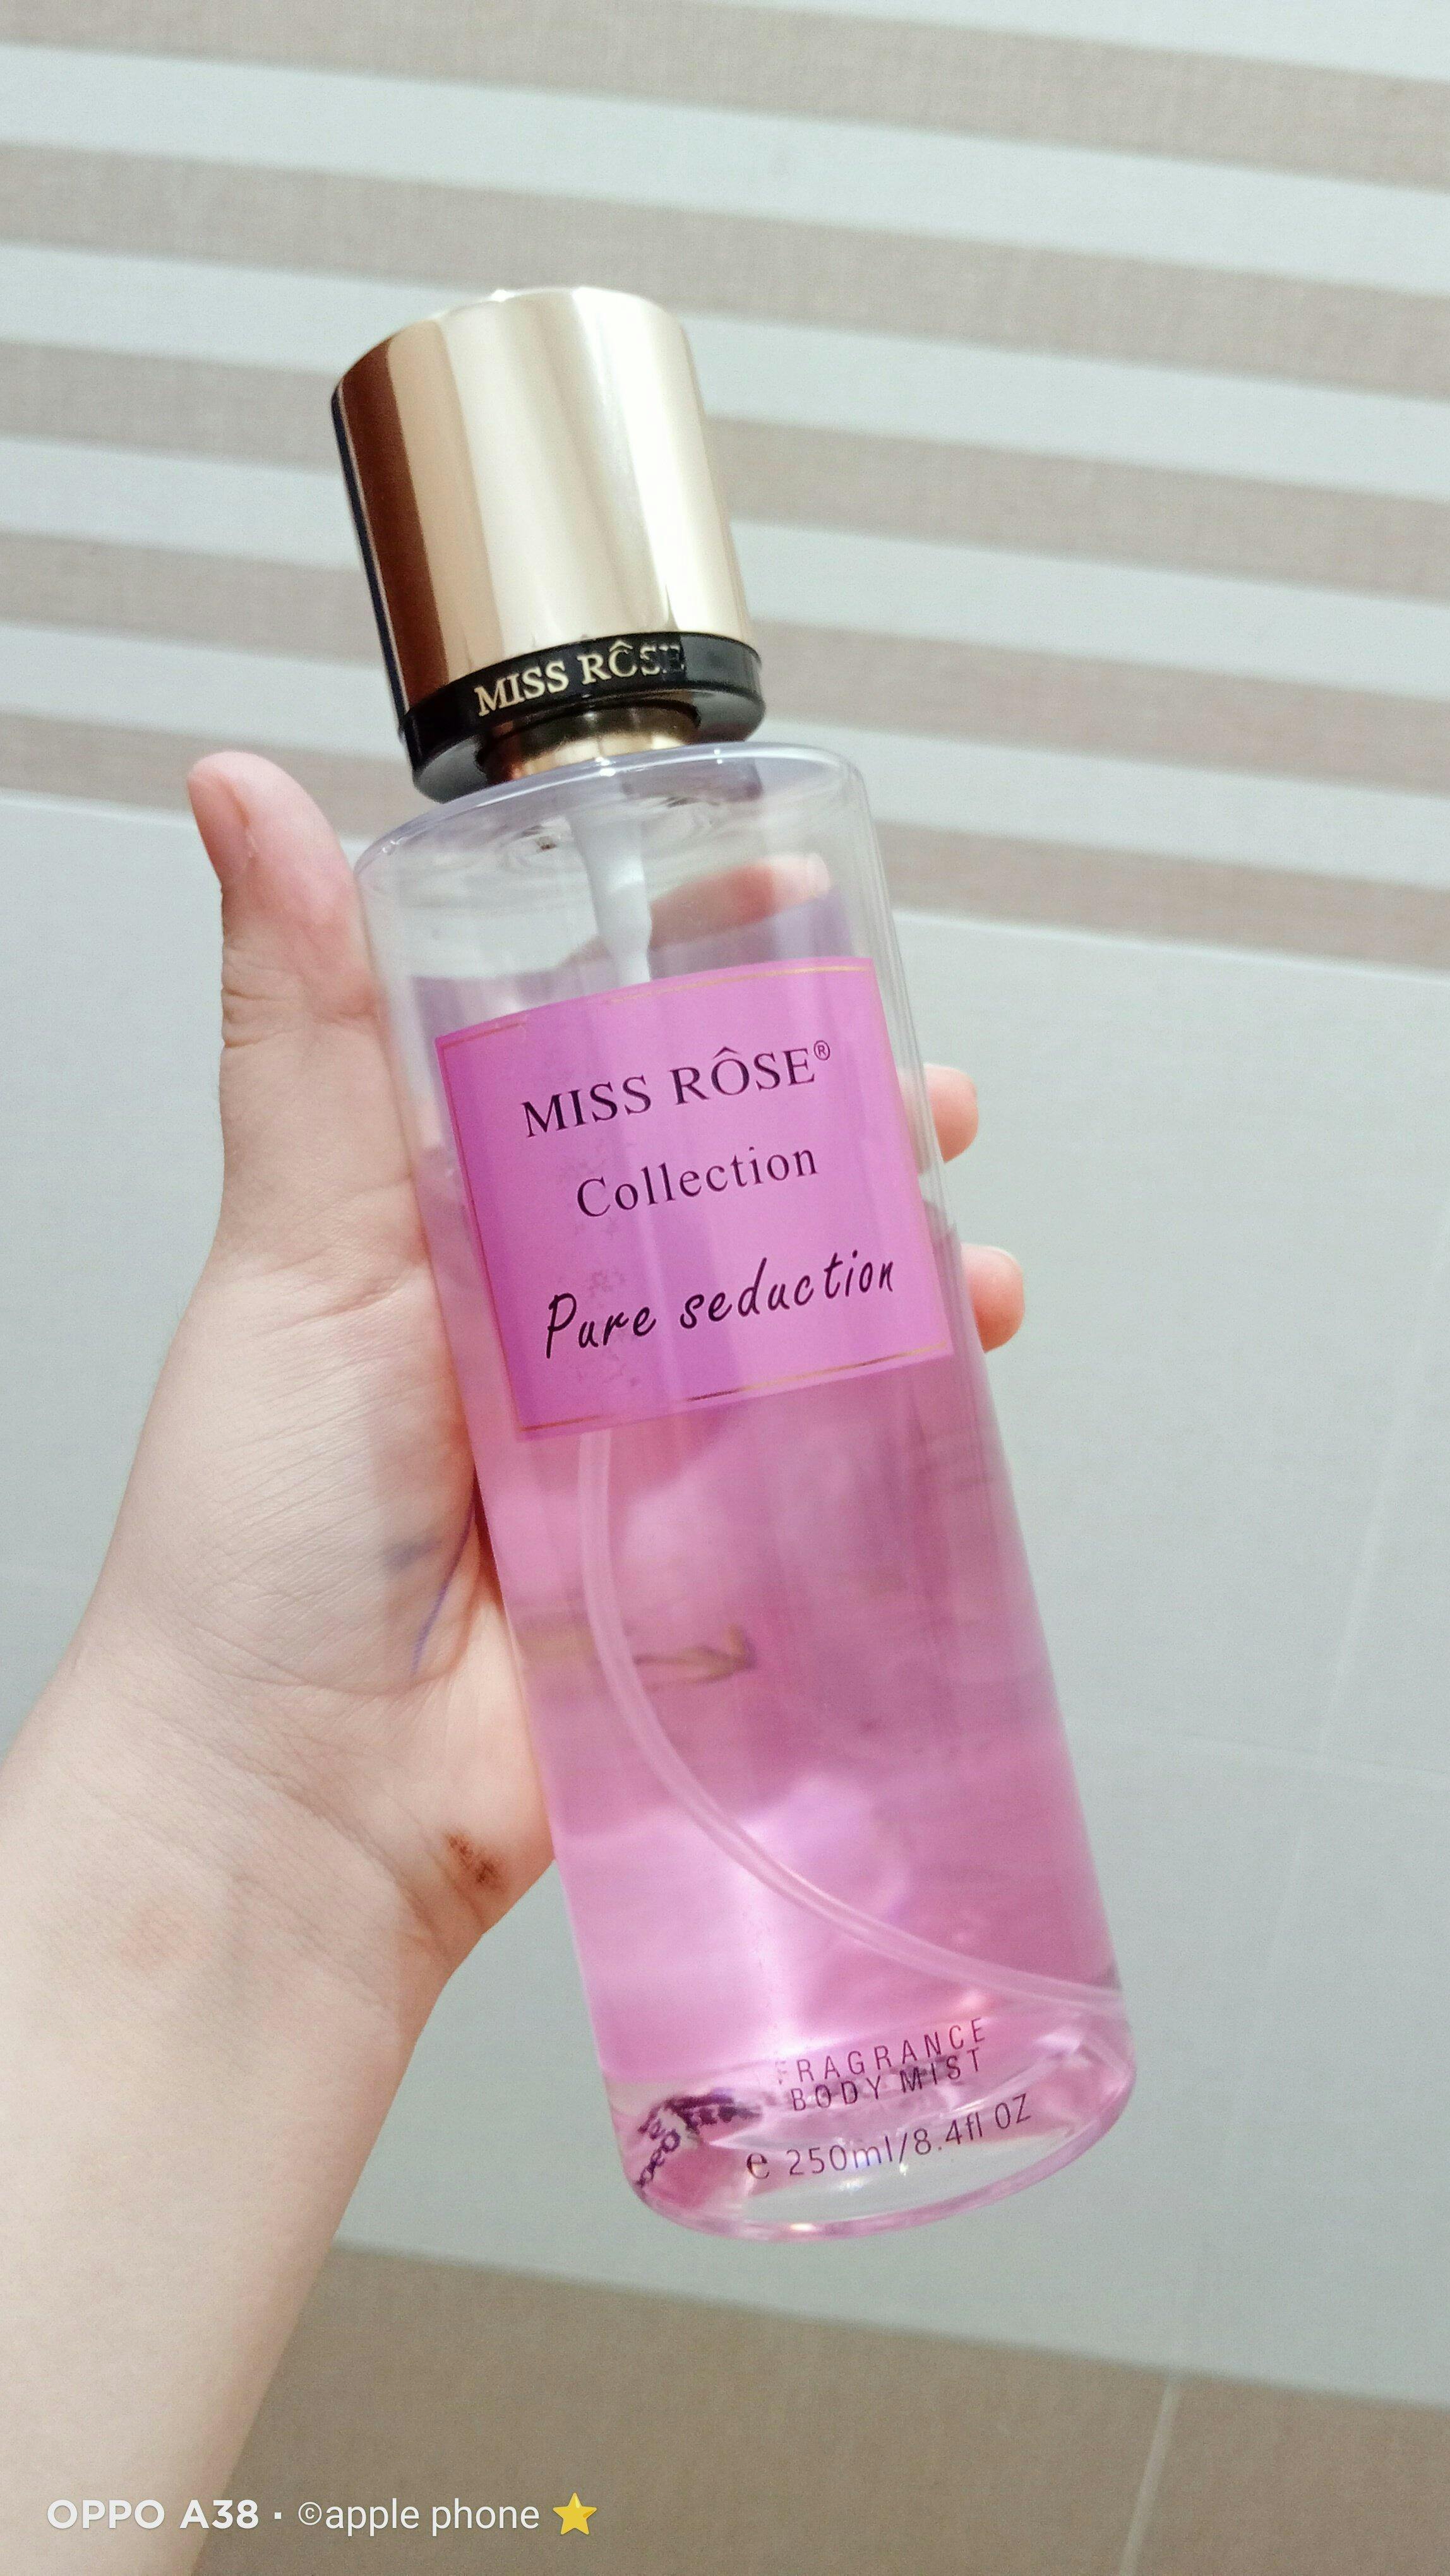 MISS RÔSE
MISS RÔSE®
Collection
Pure seduction
FRAGRANCE
BODY MIST
e 250ml/8.4fl OZ
OPPO A38 · ©apple phone ⭐